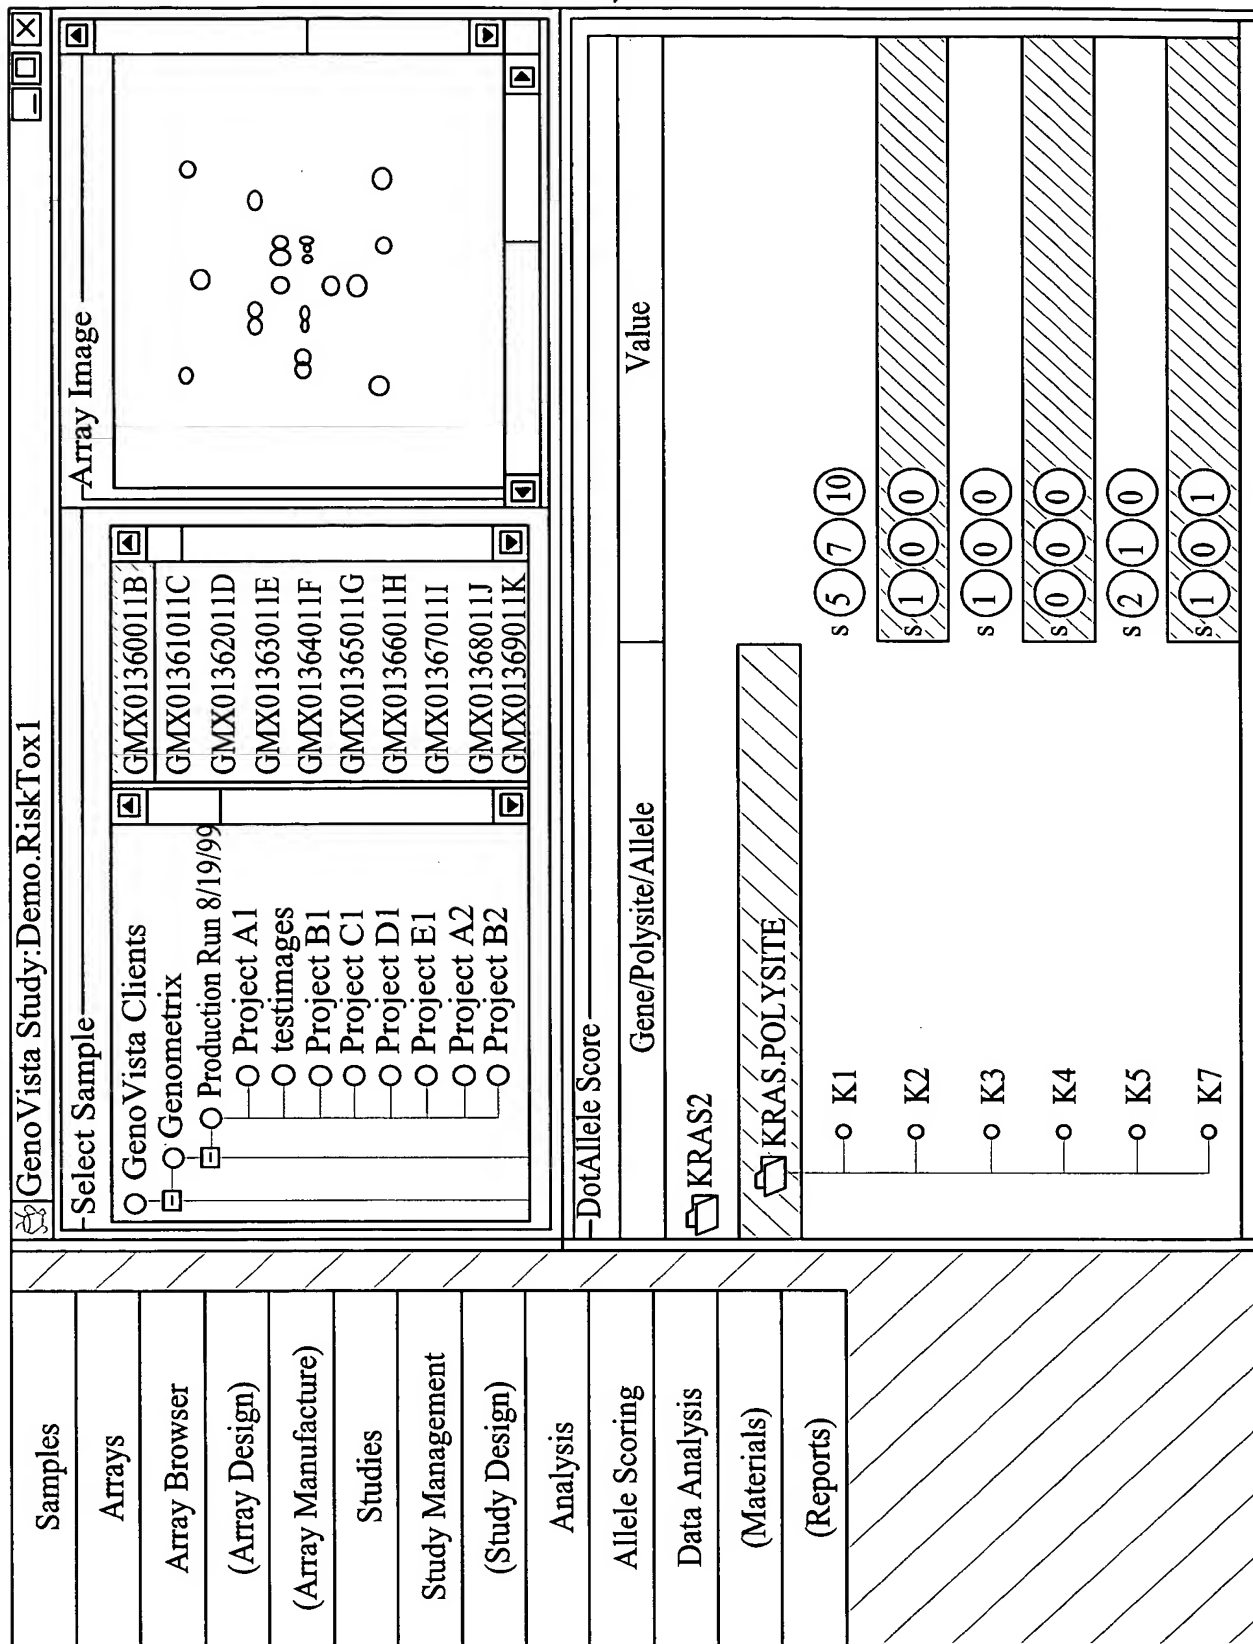 GenoVista Study:Demo.RiskTox1
Samples
Arrays
Array Browser
(Array Design)
(Array Manufacture)
Studies
Study Management
(Study Design)
Analysis
Allele Scoring
Data Analysis
(Materials)
(Reports)
Select Sample
GenoVista Clients
Genometrix
Production Run 8/19/99
Project A1
testimages
Project B1
Project C1
Project D1
Project E1
Project A2
Project B2
GMX01360011B
GMX01361011C
GMX01362011D
GMX01363011E
GMX01364011F
GMX01365011G
GMX01366011H
GMX01367011I
GMX01368011J
GMX01369011K
Array Image
DotAllele Score
Gene/Polysite/Allele Value
KRAS2
KRAS.POLYSITE
K1 s 5 7 10
K2 s 1 0 0
K3 s 1 0 0
K4 s 0 0 0
K5 s 2 1 0
K7 s 1 0 1